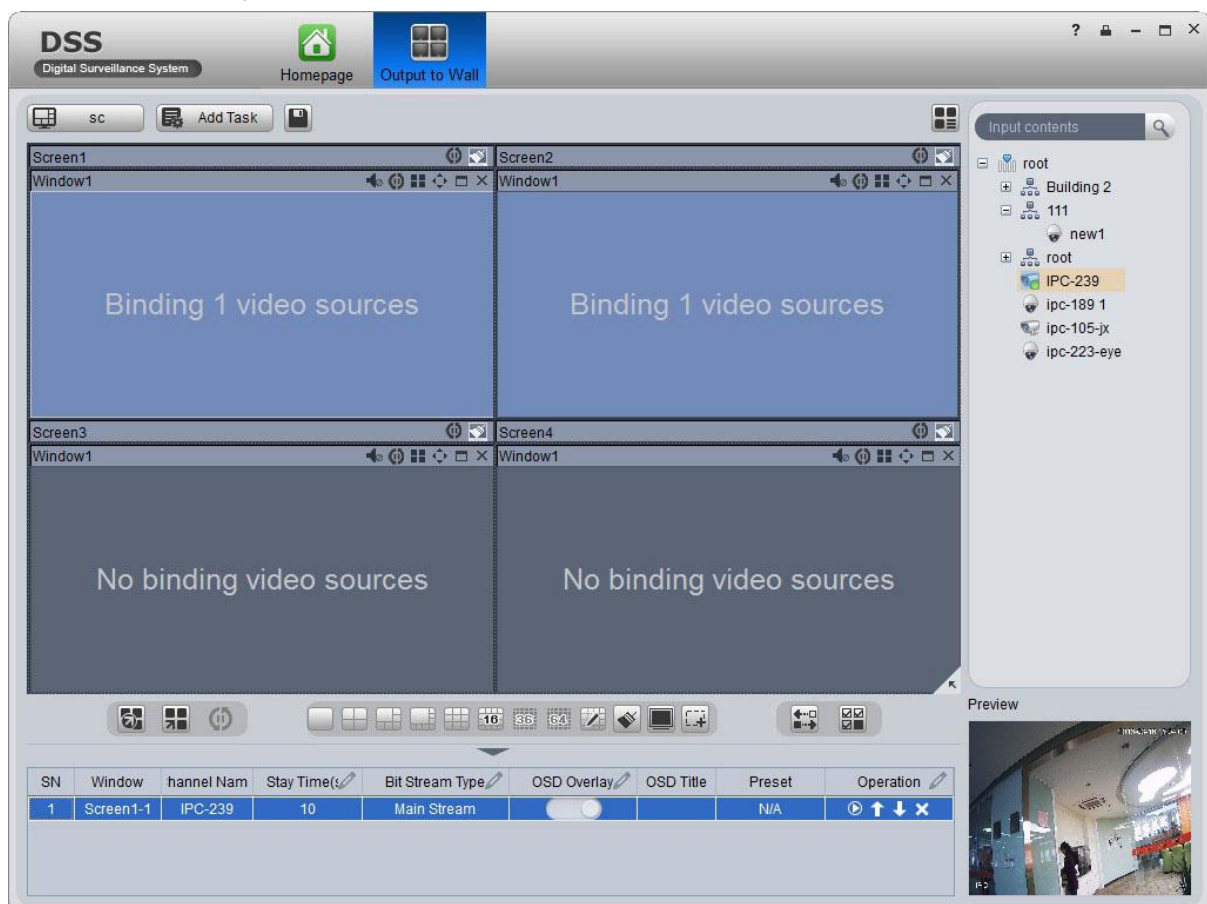 DSS
Digital Surveillance System
Homepage
Output to Wall
?
sc
Add Task
Input contents
Screen1
Screen2
Window1
Window1
Binding 1 video sources
Binding 1 video sources
Screen3
Screen4
Window1
Window1
No binding video sources
No binding video sources
root
Building 2
111
new1
root
IPC-239
ipc-189 1
ipc-105-jx
ipc-223-eye
16 36 64
Preview
SN Window hannel Nam Stay Time(s Bit Stream Type OSD Overlay OSD Title Preset Operation
1 Screen1-1 IPC-239 10 Main Stream N/A